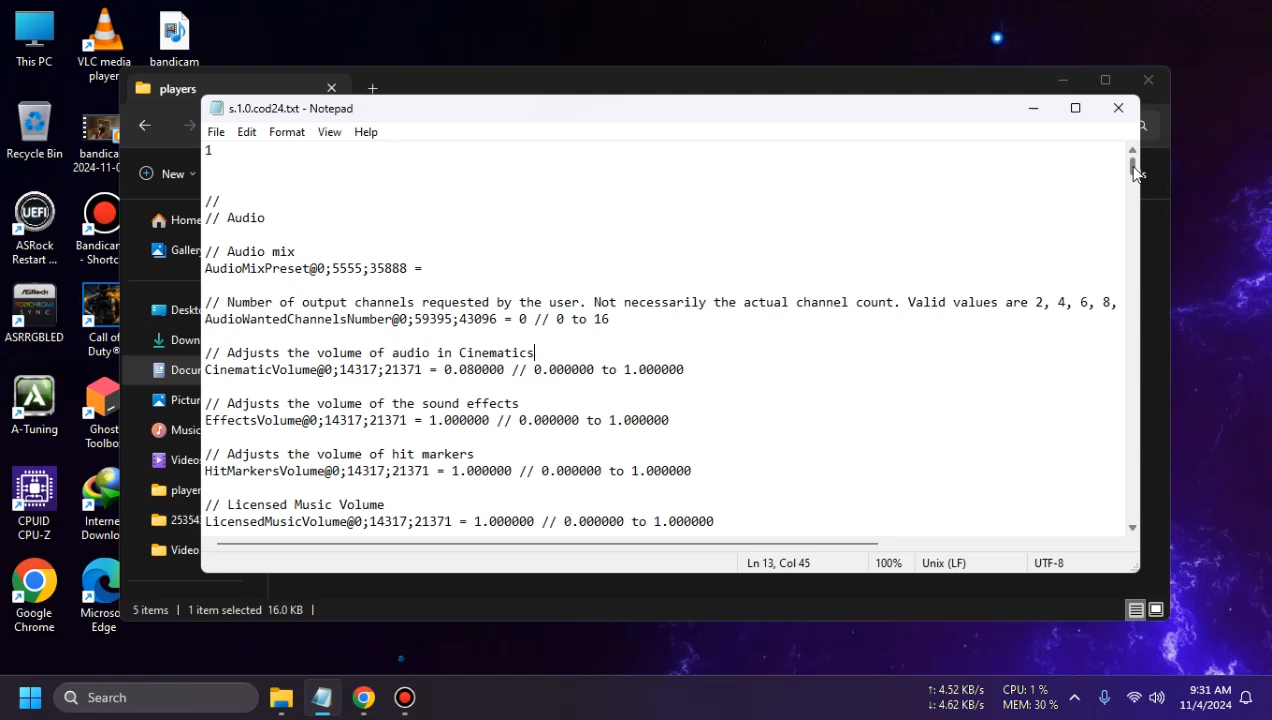 This PC
VLC media
player
bandicam
Recycle Bin
bandica
2024-11-0
ASRock
Restart ...
Bandicam
- Shortc
ASRRGBLED
Call of
Duty®
A-Tuning
Ghost
Toolbo
CPUID
CPU-Z
Interne
Downlo
Google
Chrome
Microso
Edge
players
New
Home
Gallery
Deskto
Down
Docu
Pictur
Music
Videos
player
25354
Video
5 items
1 item selected 16.0 KB
s.1.0.cod24.txt - Notepad
File Edit Format View Help
1
//
// Audio
// Audio mix
AudioMixPreset@0;5555;35888 =
// Number of output channels requested by the user. Not necessarily the actual channel count. Valid values are 2, 4, 6, 8,
AudioWantedChannelsNumber@0;59395;43096 = 0 // 0 to 16
// Adjusts the volume of audio in Cinematics
CinematicVolume@0;14317;21371 = 0.080000 // 0.000000 to 1.000000
// Adjusts the volume of the sound effects
EffectsVolume@0;14317;21371 = 1.000000 // 0.000000 to 1.000000
// Adjusts the volume of hit markers
HitMarkersVolume@0;14317;21371 = 1.000000 // 0.000000 to 1.000000
// Licensed Music Volume
LicensedMusicVolume@0;14317;21371 = 1.000000 // 0.000000 to 1.000000
Ln 13, Col 45
100%
Unix (LF)
UTF-8
Search
↑: 4.52 KB/s
↓: 4.62 KB/s
CPU: 1 %
MEM: 30 %
9:31 AM
11/4/2024